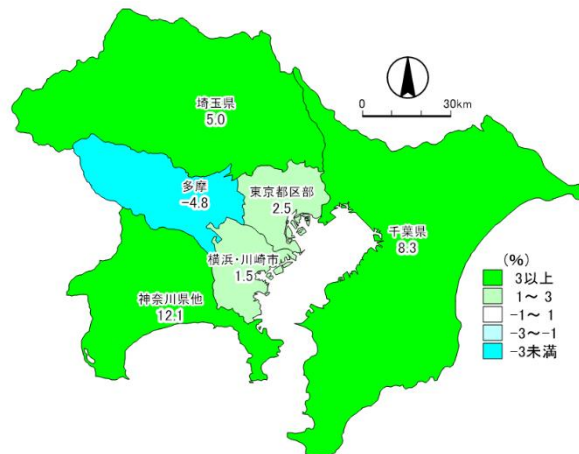 0 30km
埼玉県
5.0
多摩
-4.8
東京都区部
2.5
千葉県
8.3
横浜・川崎市
1.5
神奈川県他
12.1
(%)
3以上
1～ 3
-1～ 1
-3～-1
-3未満